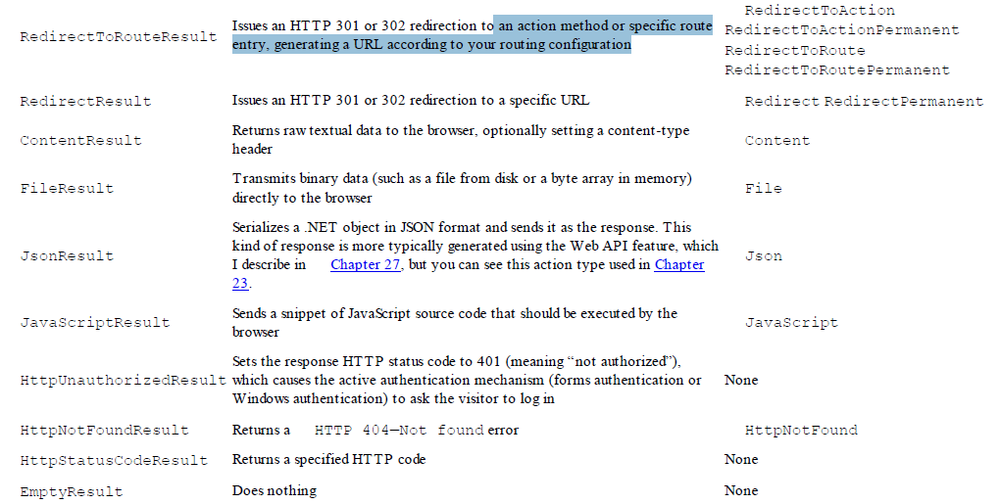 RedirectToAction
Issues an HTTP 301 or 302 redirection to an action method or specific route
RedirectToActionPermanent
RedirectToRouteResult
entry, generating a URL according to your routing configuration
RedirectToRoute
RedirectToRoutePermanent
RedirectResult Issues an HTTP 301 or 302 redirection to a specific URL Redirect RedirectPermanent
Returns raw textual data to the browser, optionally setting a content-type
ContentResult Content
header
Transmits binary data (such as a file from disk or a byte array in memory)
FileResult File
directly to the browser
Serializes a .NET object in JSON format and sends it as the response. This
kind of response is more typically generated using the Web API feature, which
JsonResult Json
I describe in Chapter 27, but you can see this action type used in Chapter
23.
Sends a snippet of JavaScript source code that should be executed by the
JavaScriptResult JavaScript
browser
Sets the response HTTP status code to 401 (meaning “not authorized”),
HttpUnauthorizedResult which causes the active authentication mechanism (forms authentication or None
Windows authentication) to ask the visitor to log in
HttpNotFoundResult Returns a HTTP 404—Not found error HttpNotFound
HttpStatusCodeResult Returns a specified HTTP code None
EmptyResult Does nothing None